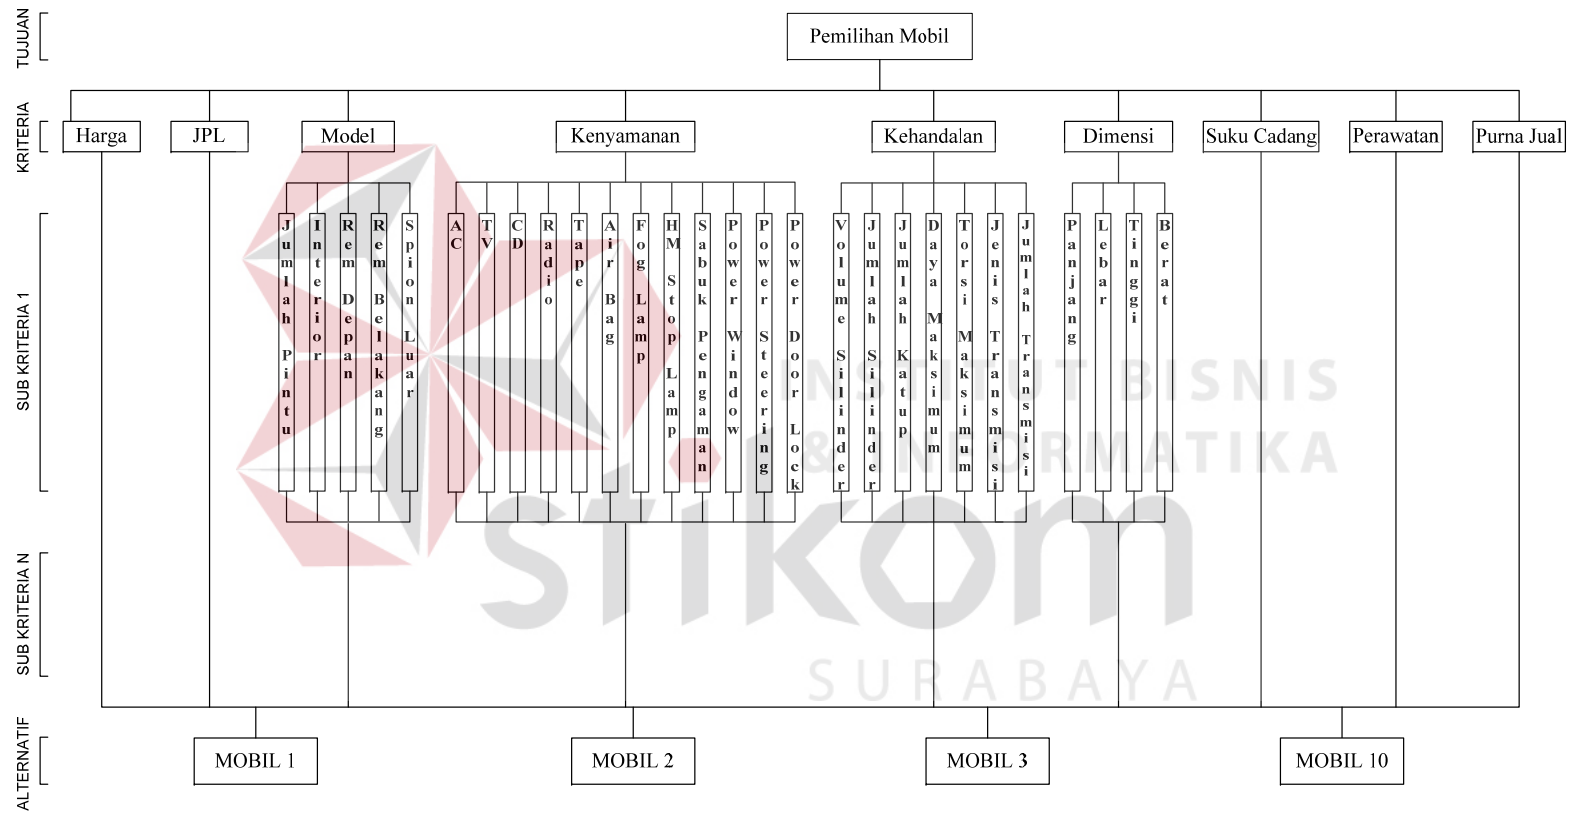 TUJUAN
Pemilihan Mobil
KRITERIA
Harga
JPL
Model
Kenyamanan
Kehandalan
Dimensi
Suku Cadang
Perawatan
Purna Jual
SUB KRITERIA 1
Jumlah Pintu
Interior
Rem Depan
Rem Belakang
Spion Luar
AC
TV
CD
Radio
Tape
Air Bag
Fog Lamp
HM Stop Lamp
Sabuk Pengaman
Power Window
Power Steering
Power Door Lock
Volume Silinder
Jumlah Silinder
Jumlah Katup
Daya Maksimum
Torsi Maksimum
Jenis Transmisi
Jumlah Transmisi
Panjang
Lebar
Tinggi
Berat
INSTITUT BISNIS
& INFORMATIKA
stikom
SURABAYA
SUB KRITERIA N
ALTERNATIF
MOBIL 1
MOBIL 2
MOBIL 3
MOBIL 10